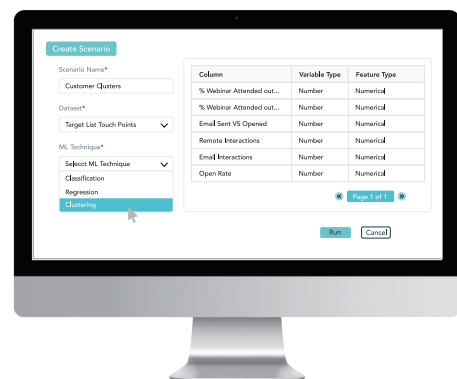 Create Scenario
Scenario Name*
Customer Clusters
Dataset*
Target List Touch Points
ML Technique*
Selecct ML Technique
Classification
Regression
Clustering
Column Variable Type Feature Type
% Webinar Attended out... Number Numerical
% Webinar Attended out... Number Numerical
Email Sent VS Opened Number Numerical
Remote Interactions Number Numerical
Email Interactions Number Numerical
Open Rate Number Numerical
Page 1 of 1
Run Cancel